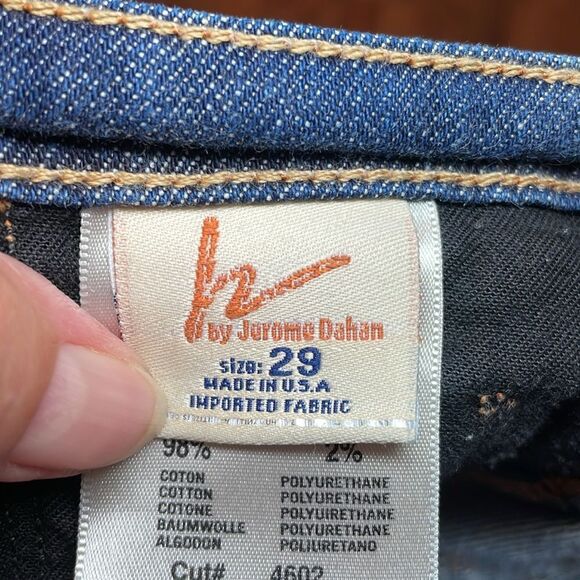 h
by Jerome Dahan
SIZE: 29
MADE IN U.S.A
IMPORTED FABRIC
98% 2%
COTON POLYURETHANE
COTTON POLYURETHANE
COTONE POLYURETHANE
BAUMWOLLE POLYURETHANE
ALGODON POLIURETANO
Cut# 4602